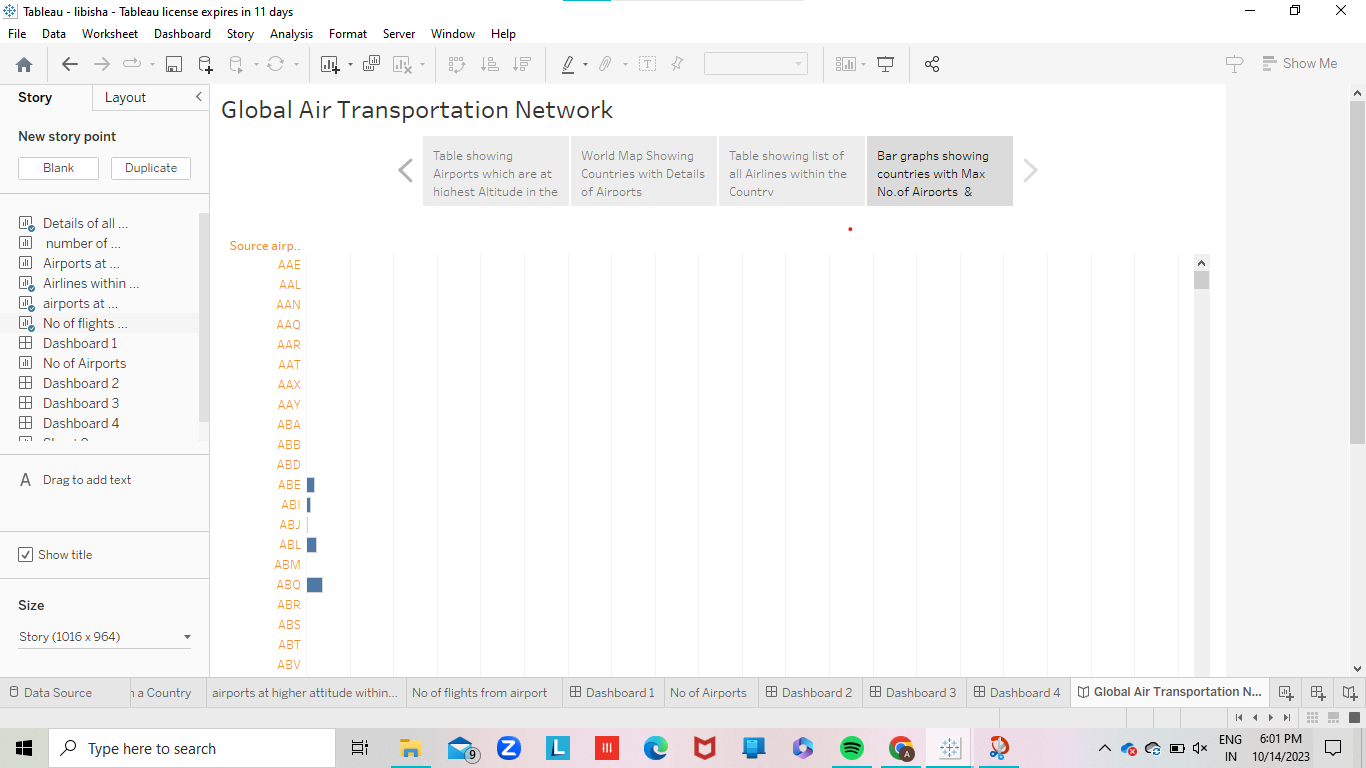 Tableau - libisha - Tableau license expires in 11 days
File Data Worksheet Dashboard Story Analysis Format Server Window Help
Show Me
Story Layout
New story point
Blank Duplicate
Details of all ...
number of ...
Airports at ...
Airlines within ...
airports at ...
No of flights ...
Dashboard 1
No of Airports
Dashboard 2
Dashboard 3
Dashboard 4
A Drag to add text
Show title
Size
Story (1016 x 964)
Global Air Transportation Network
Table showing
Airports which are at
highest Altitude in the
World Map Showing
Countries with Details
of Airports
Table showing list of
all Airlines within the
Country
Bar graphs showing
countries with Max
No.of Airports &
Source airp..
AAE
AAL
AAN
AAQ
AAR
AAT
AAX
AAY
ABA
ABB
ABD
ABE
ABI
ABJ
ABL
ABM
ABQ
ABR
ABS
ABT
ABV
Data Source n a Country airports at higher attitude within... No of flights from airport Dashboard 1 No of Airports Dashboard 2 Dashboard 3 Dashboard 4 Global Air Transportation N...
Type here to search
9
L
A
ENG
IN
6:01 PM
10/14/2023